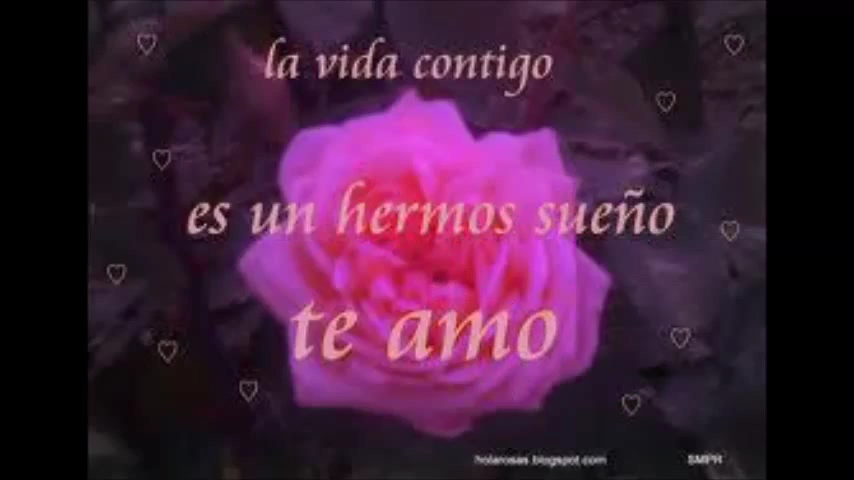 la vida contigo
es un hermos sueño
te amo
holarosas.blogspot.com SMPR